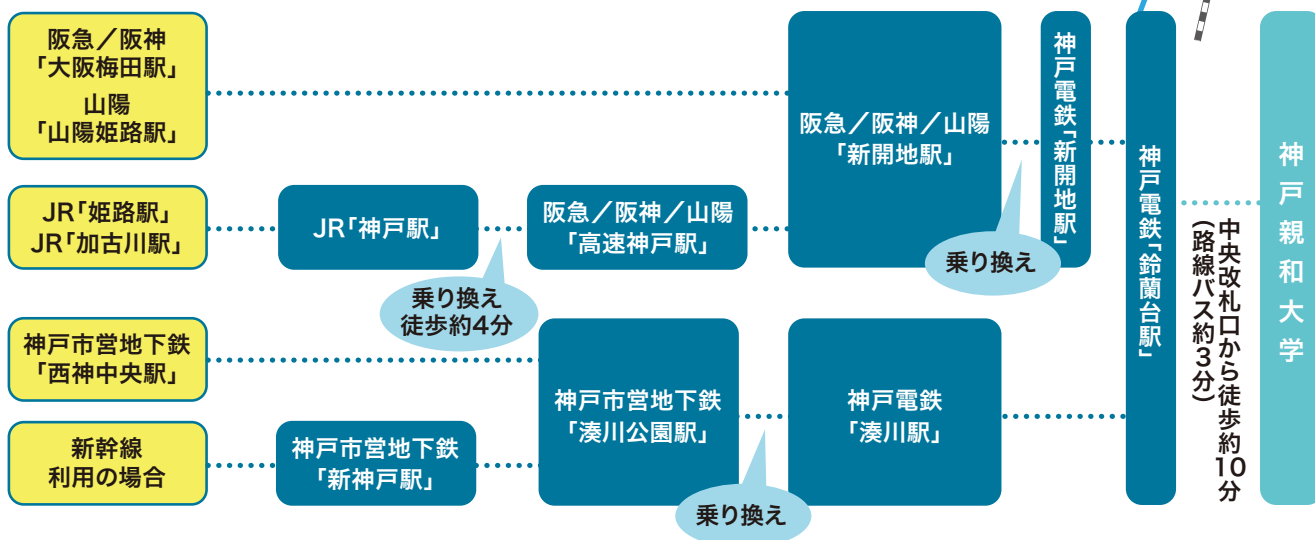 阪急／阪神
「大阪梅田駅」
山陽
「山陽姫路駅」
阪急／阪神／山陽
「新開地駅」
乗り換え
神戸電鉄「新開地駅」
JR「姫路駅」
JR「加古川駅」
JR「神戸駅」
乗り換え
徒歩約4分
阪急／阪神／山陽
「高速神戸駅」
神戸市営地下鉄
「西神中央駅」
新幹線
利用の場合
神戸市営地下鉄
「新神戸駅」
神戸市営地下鉄
「湊川公園駅」
乗り換え
神戸電鉄
「湊川駅」
神戸電鉄「鈴蘭台駅」
中央改札口から徒歩約10分
（路線バス約3分）
神戸親和大学